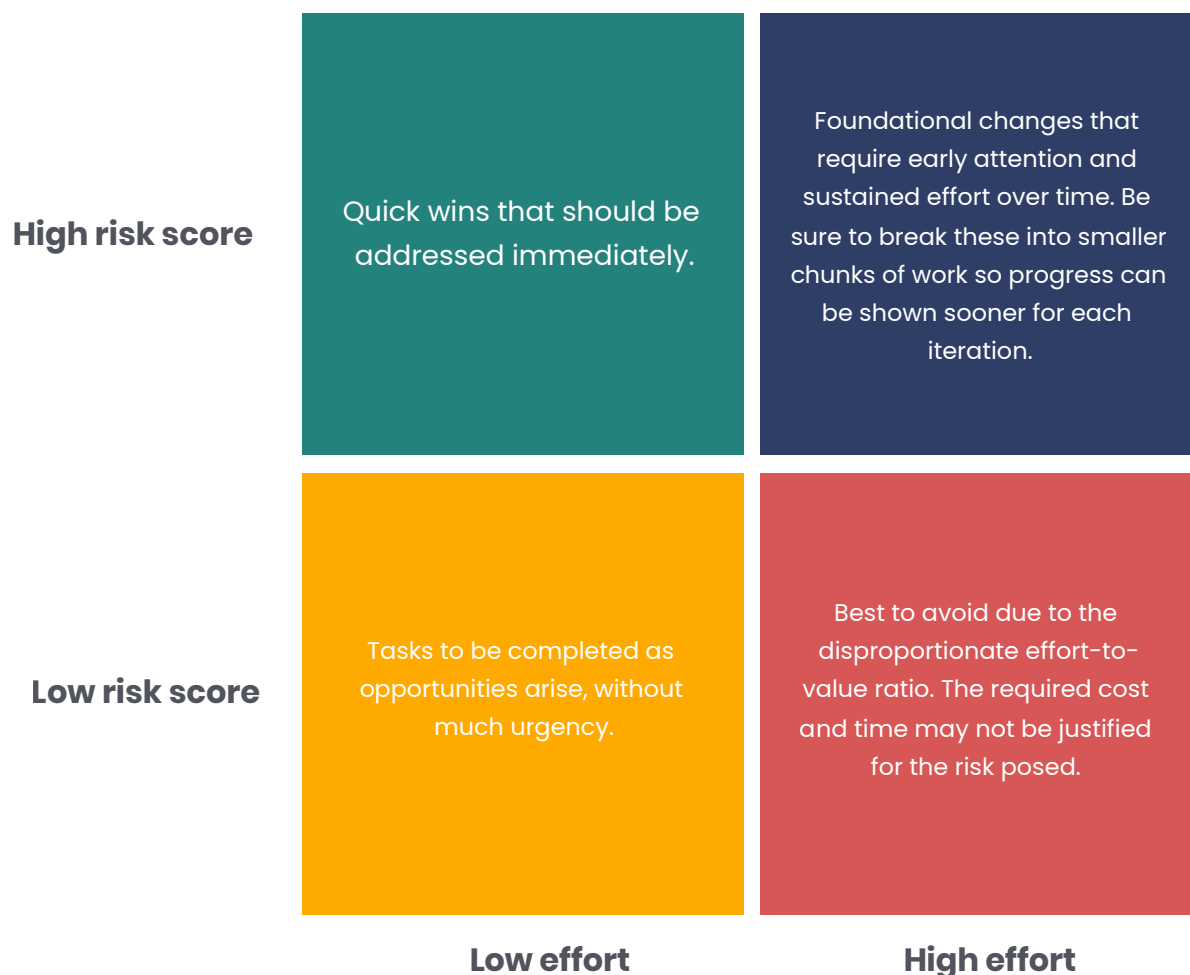 High risk score
Quick wins that should be
addressed immediately.
Foundational changes that
require early attention and
sustained effort over time. Be
sure to break these into smaller
chunks of work so progress can
be shown sooner for each
iteration.
Low risk score
Tasks to be completed as
opportunities arise, without
much urgency.
Best to avoid due to the
disproportionate effort-to-
value ratio. The required cost
and time may not be justified
for the risk posed.
Low effort
High effort